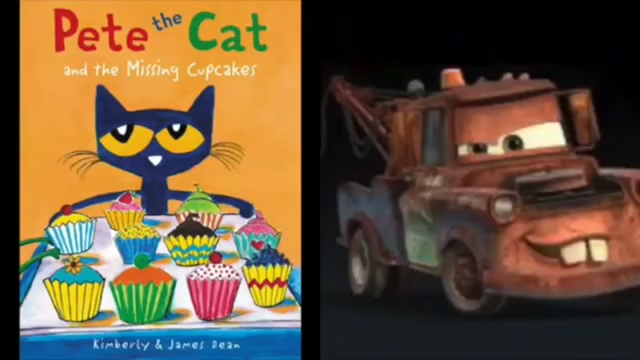 Pete the Cat
and the Missing Cupcakes
Kimberly & James Dean